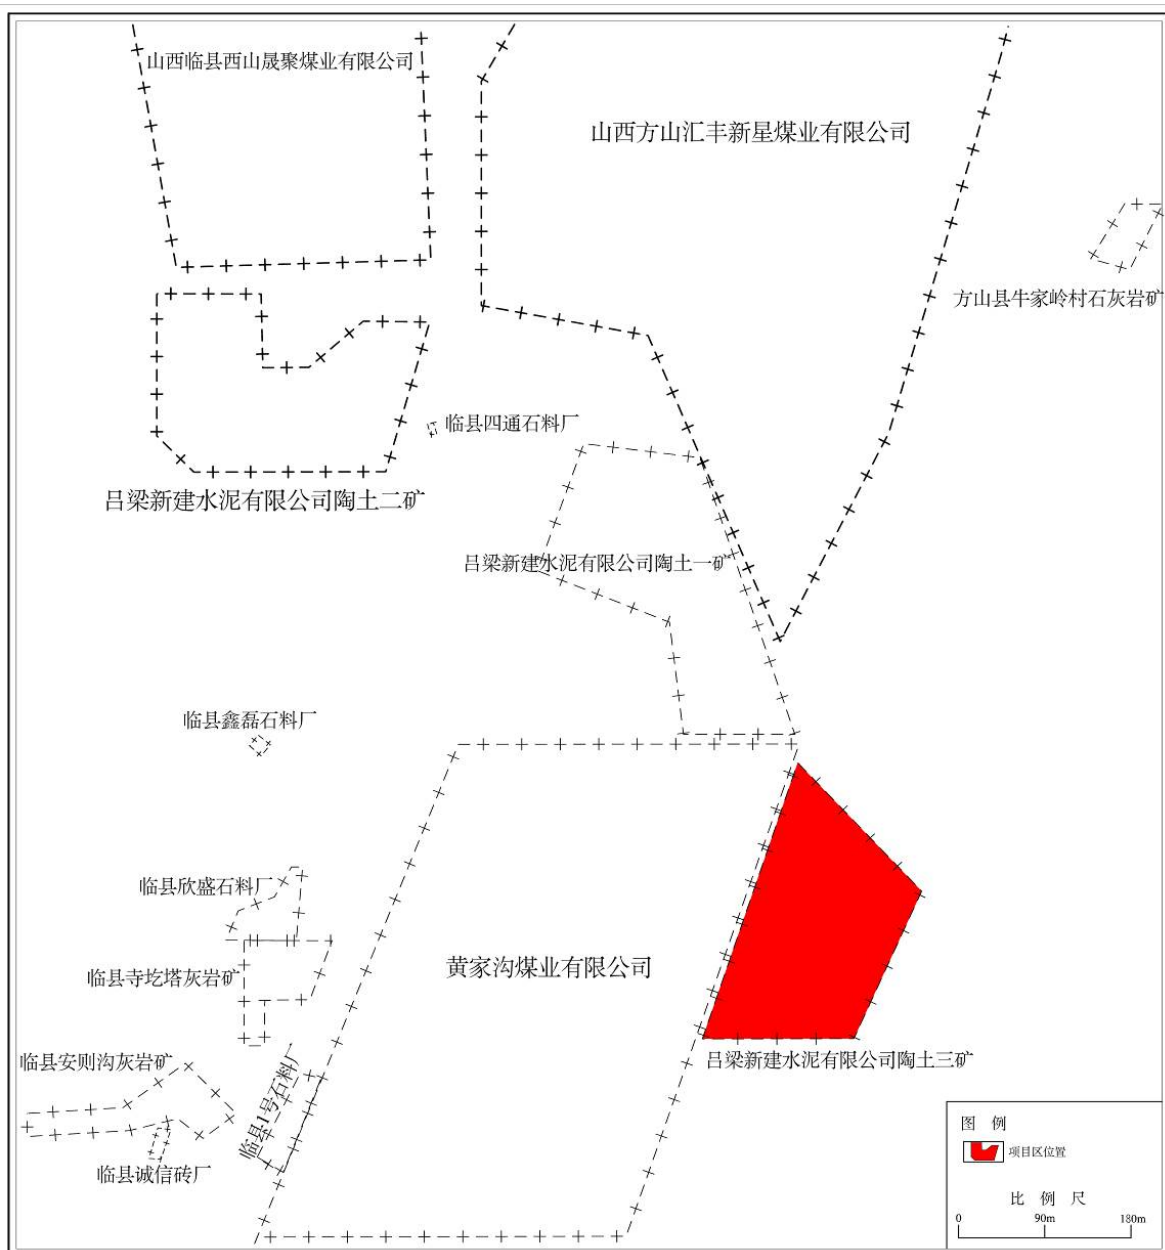 山西临县西山晟聚煤业有限公司
山西方山汇丰新星煤业有限公司
方山县牛家岭村石灰岩矿
临县四通石料厂
吕梁新建水泥有限公司陶土二矿
吕梁新建水泥有限公司陶土一矿
临县鑫磊石料厂
临县欣盛石料厂
黄家沟煤业有限公司
临县寺圪塔灰岩矿
临县安则沟灰岩矿
临县1号石料厂
吕梁新建水泥有限公司陶土三矿
临县诚信砖厂
图 例
项目区位置
比 例 尺
0 90m 180m